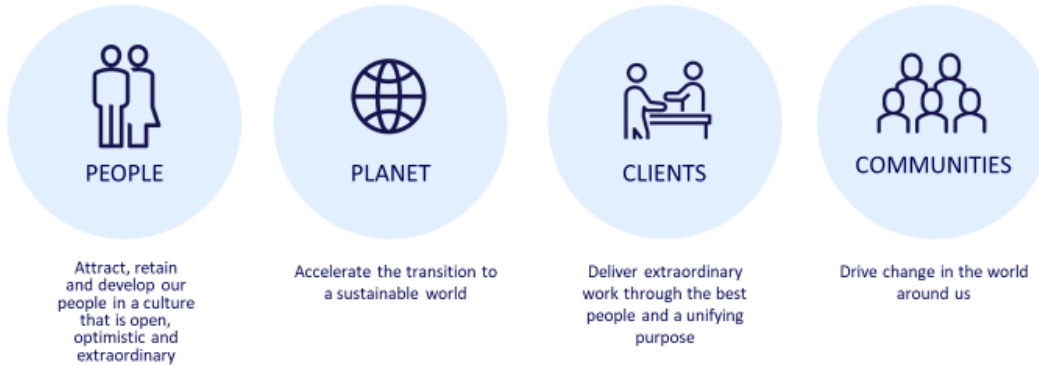 PEOPLE
Attract, retain
and develop our
people in a culture
that is open,
optimistic and
extraordinary
PLANET
Accelerate the transition to
a sustainable world
CLIENTS
Deliver extraordinary
work through the best
people and a unifying
purpose
COMMUNITIES
Drive change in the world
around us